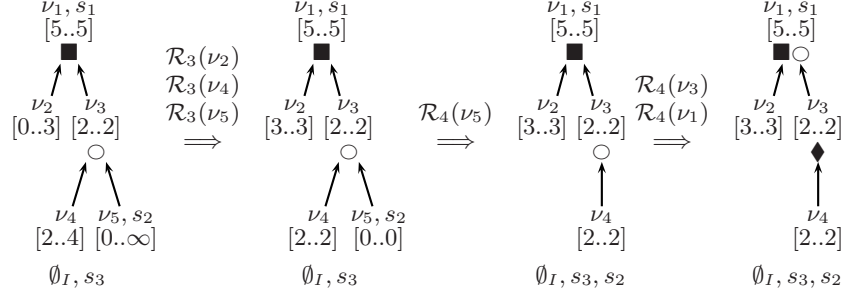 ν₁, s₁ ν₁, s₁ ν₁, s₁ ν₁, s₁
[5..5] [5..5] [5..5] [5..5]
ℛ₃(ν₂)
ℛ₃(ν₄) ℛ₄(ν₃)
ν₂ ν₃ ℛ₃(ν₅) ν₂ ν₃ ℛ₄(ν₅) ν₂ ν₃ ℛ₄(ν₁) ν₂ ν₃
[0..3] [2..2] ⟹ [3..3] [2..2] ⟹ [3..3] [2..2] ⟹ [3..3] [2..2]
ν₄ ν₅, s₂ ν₄ ν₅, s₂ ν₄ ν₄
[2..4] [0..∞] [2..2] [0..0] [2..2] [2..2]
∅_I, s₃ ∅_I, s₃ ∅_I, s₃, s₂ ∅_I, s₃, s₂